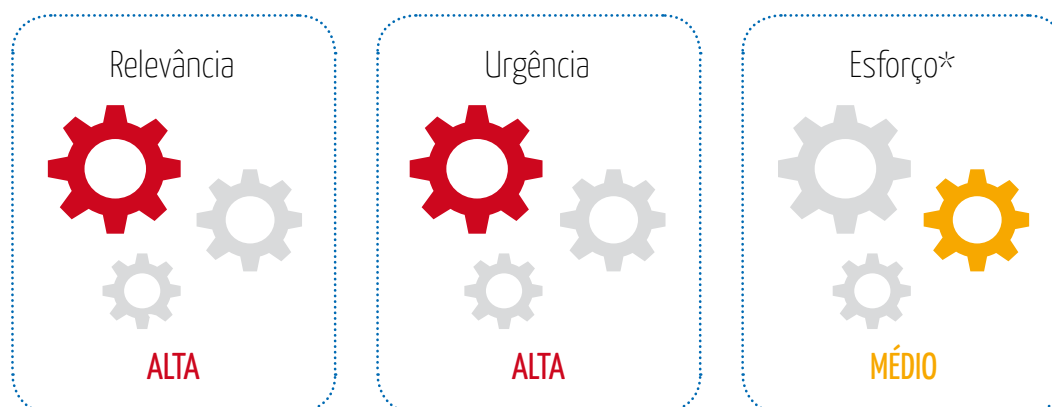 Relevância
ALTA
Urgência
ALTA
Esforço*
MÉDIO